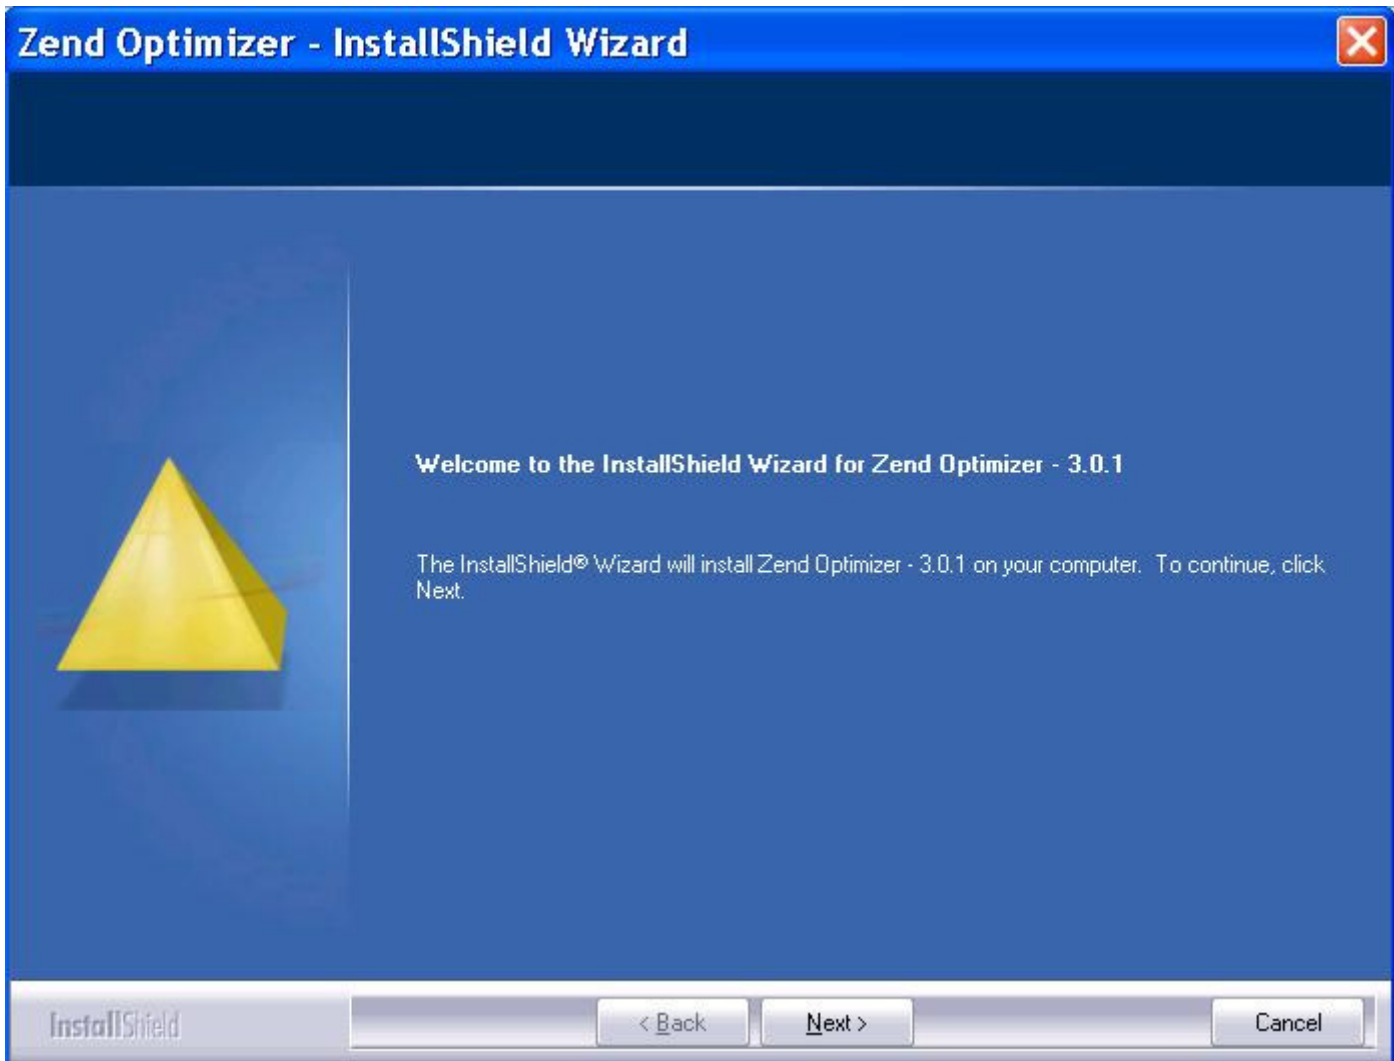 Zend Optimizer - InstallShield Wizard
Welcome to the InstallShield Wizard for Zend Optimizer - 3.0.1
The InstallShield® Wizard will install Zend Optimizer - 3.0.1 on your computer.  To continue, click
Next.
InstallShield
< Back
Next >
Cancel